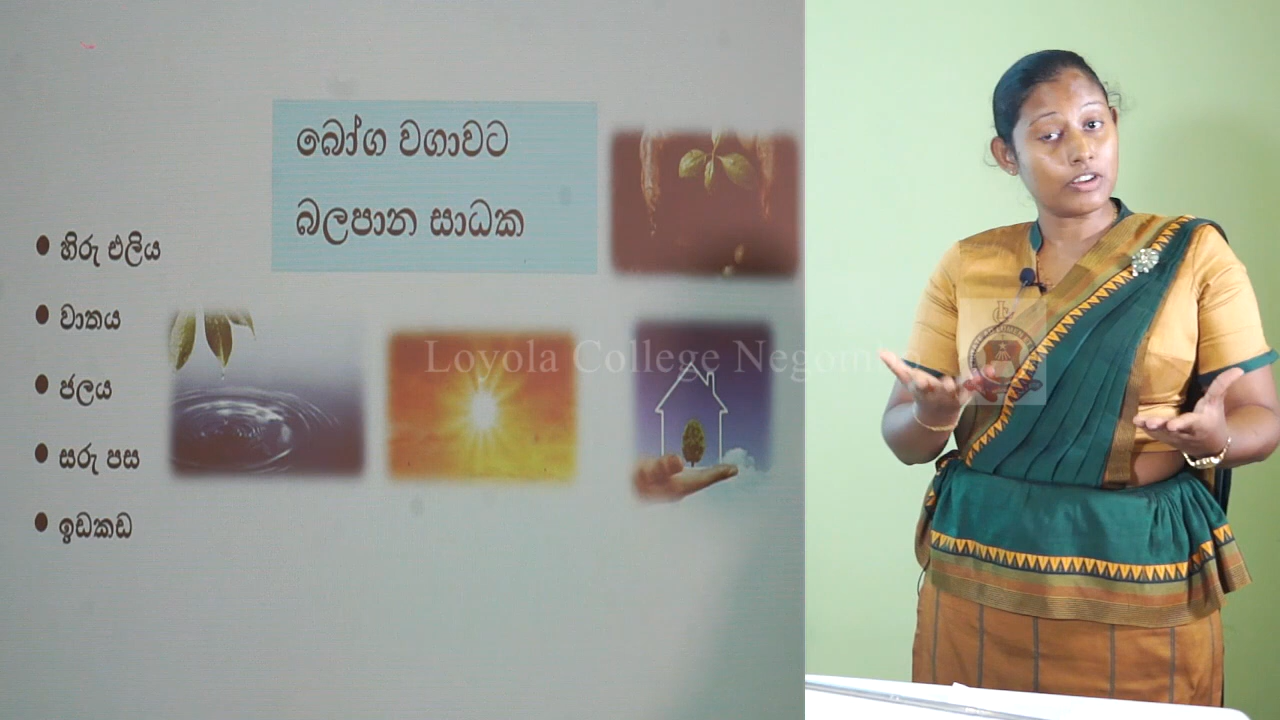 බෝග වගාවට
බලපාන සාධක
හිරු එළිය
වාතය
ජලය
සරු පස
ඉඩකඩ
Loyola College Negombo